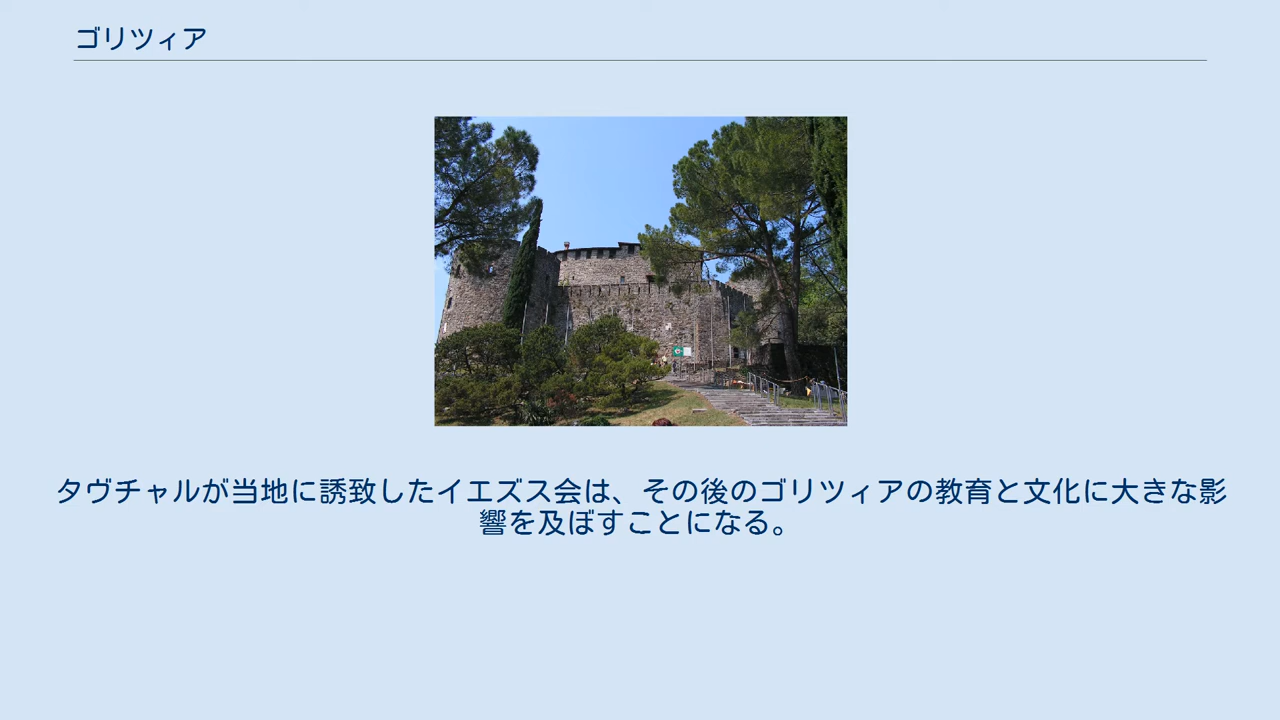 ゴリツィア
タヴチャルが当地に誘致したイエズス会は、その後のゴリツィアの教育と文化に大きな影
響を及ぼすことになる。